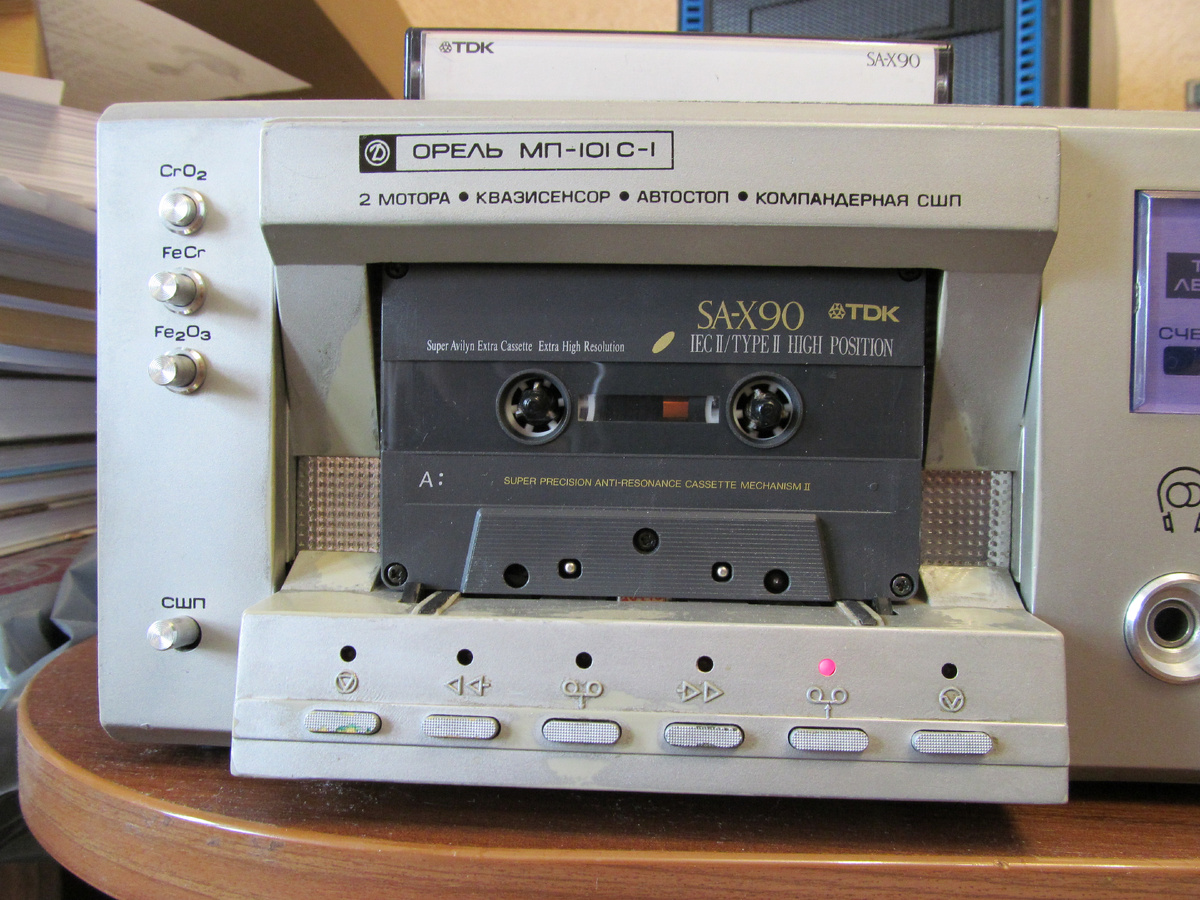 TDK
SA-X90
ОРЕЛЬ МП-101С-1
2 МОТОРА • КВАЗИСЕНСОР • АВТОСТОП • КОМПАНДЕРНАЯ СШП
CrO2
FeCr
Fe2O3
СШП
SA-X90 TDK
Super Avilyn Extra Cassette Extra High Resolution
IEC II/TYPE II HIGH POSITION
A:
SUPER PRECISION ANTI-RESONANCE CASSETTE MECHANISM II